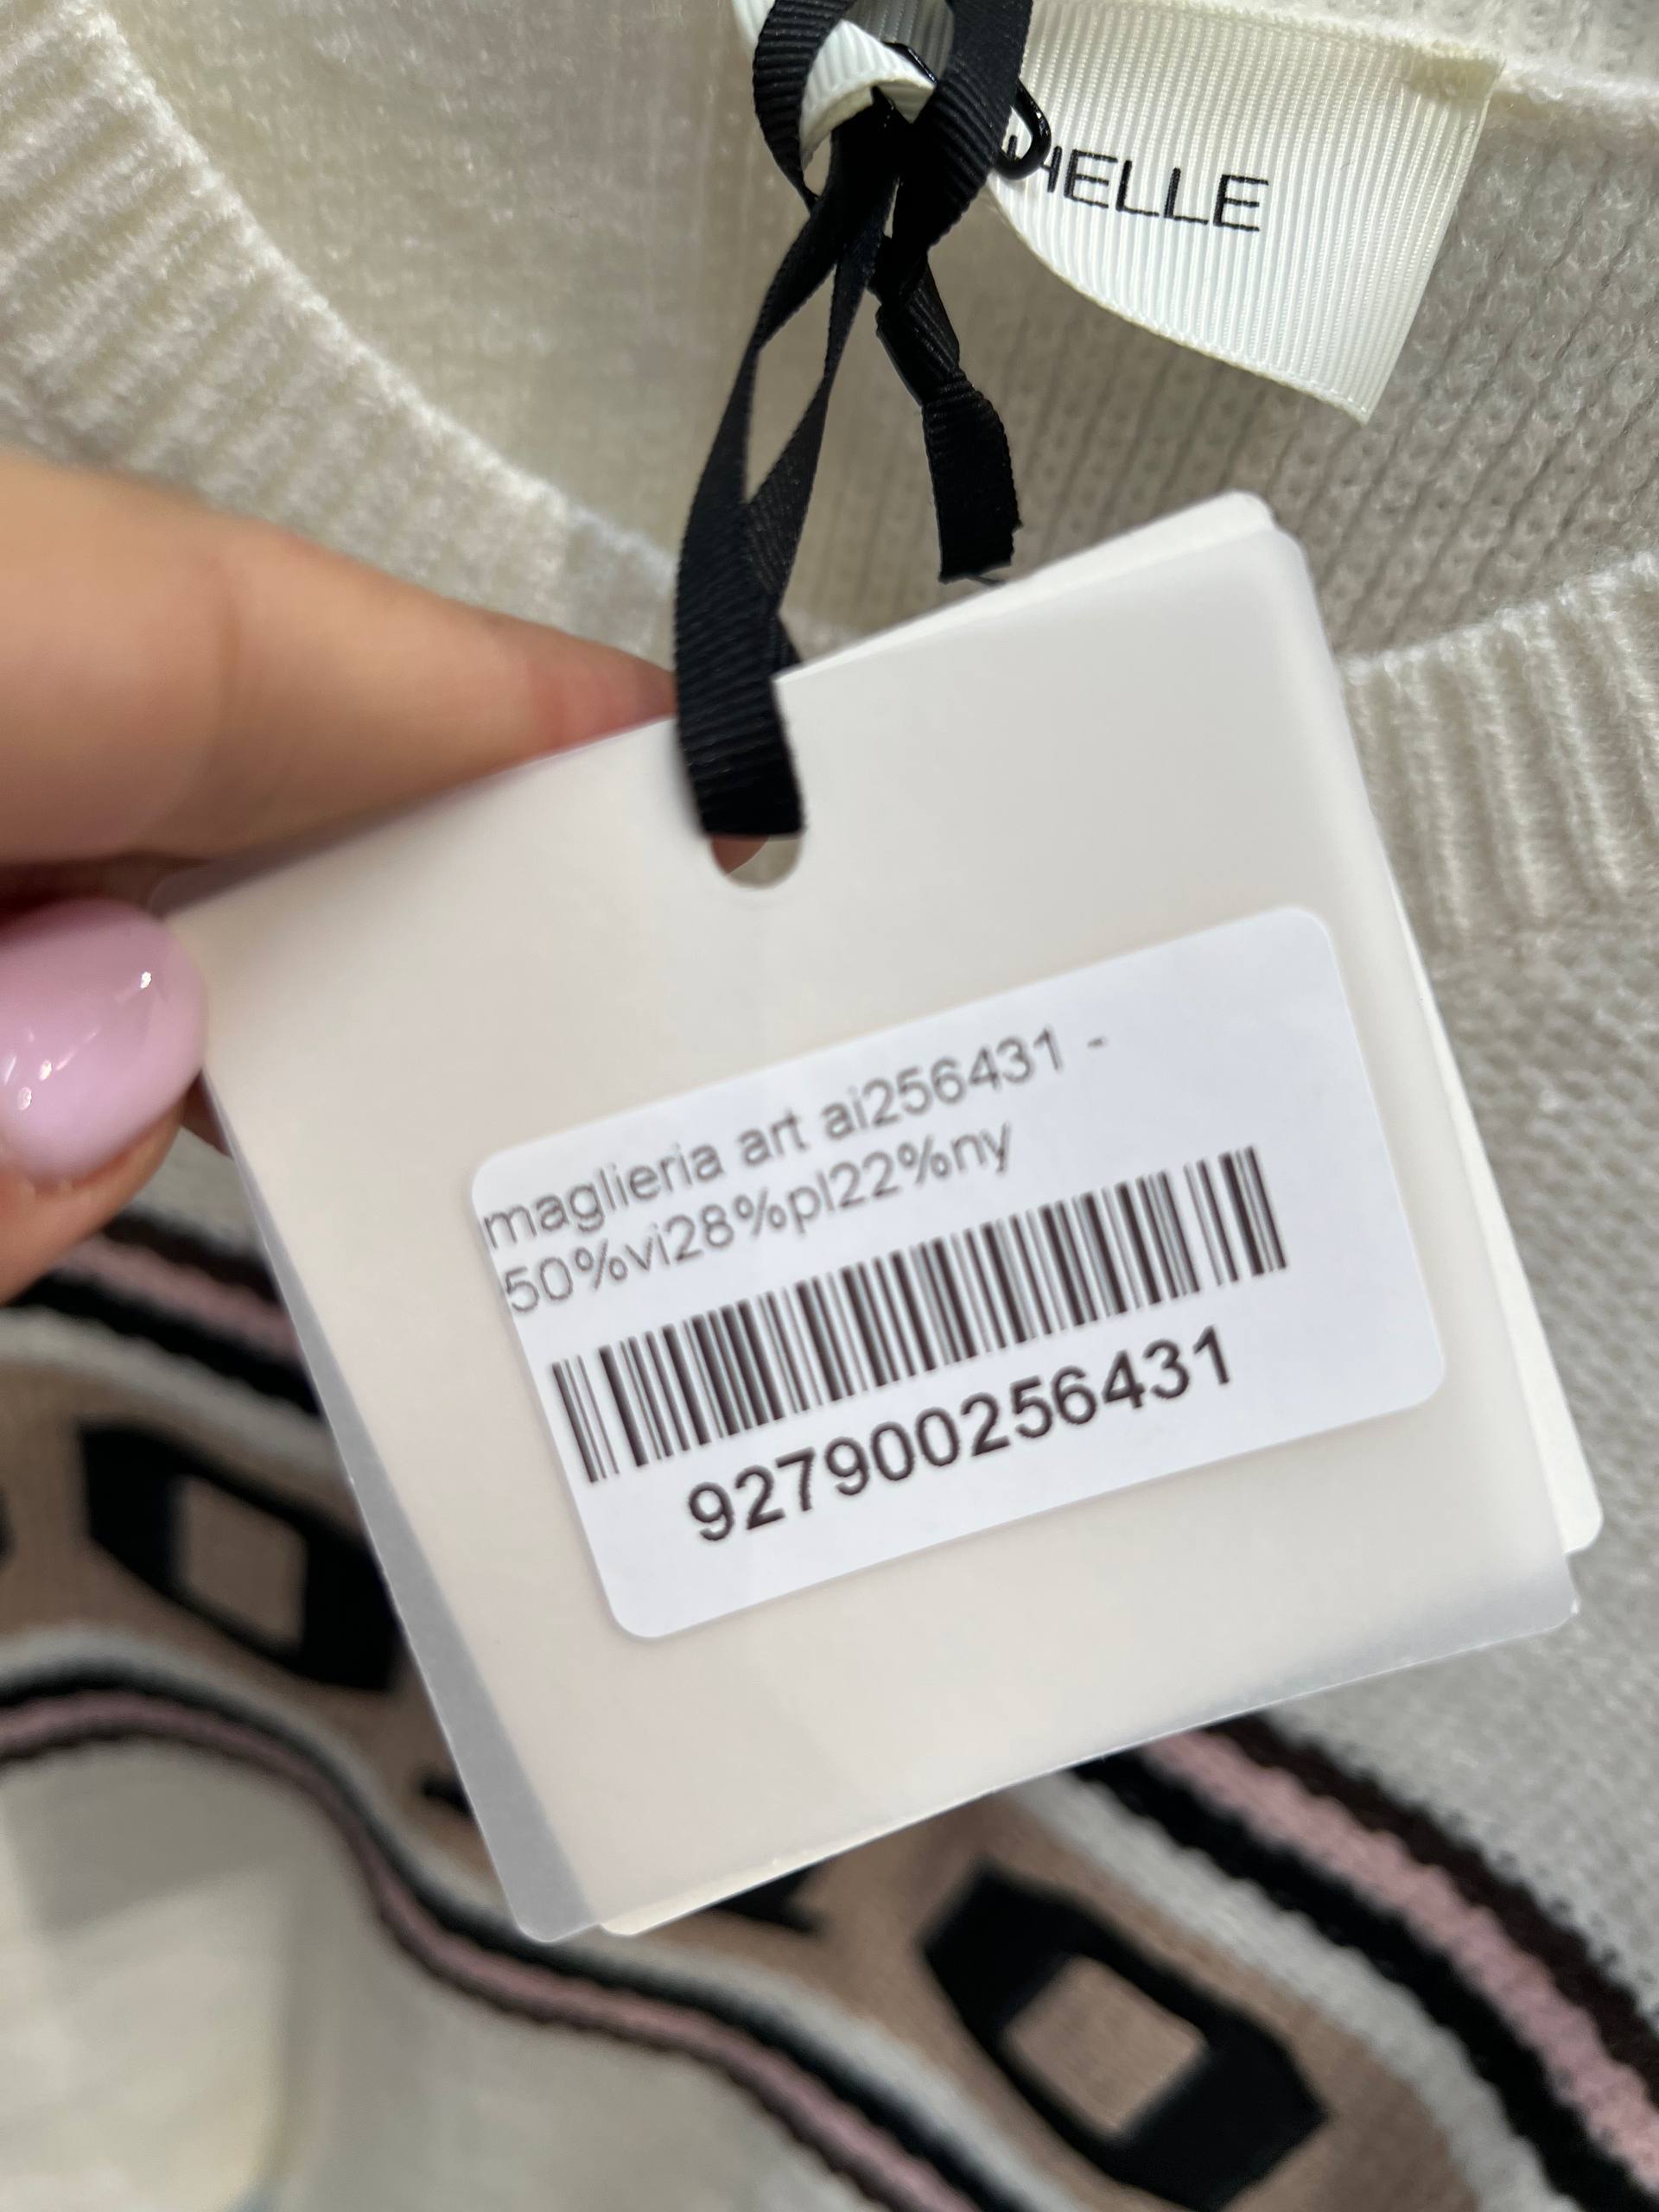 HELLE
maglieria art ai256431 -
50%vi28%pl22%ny
927900256431